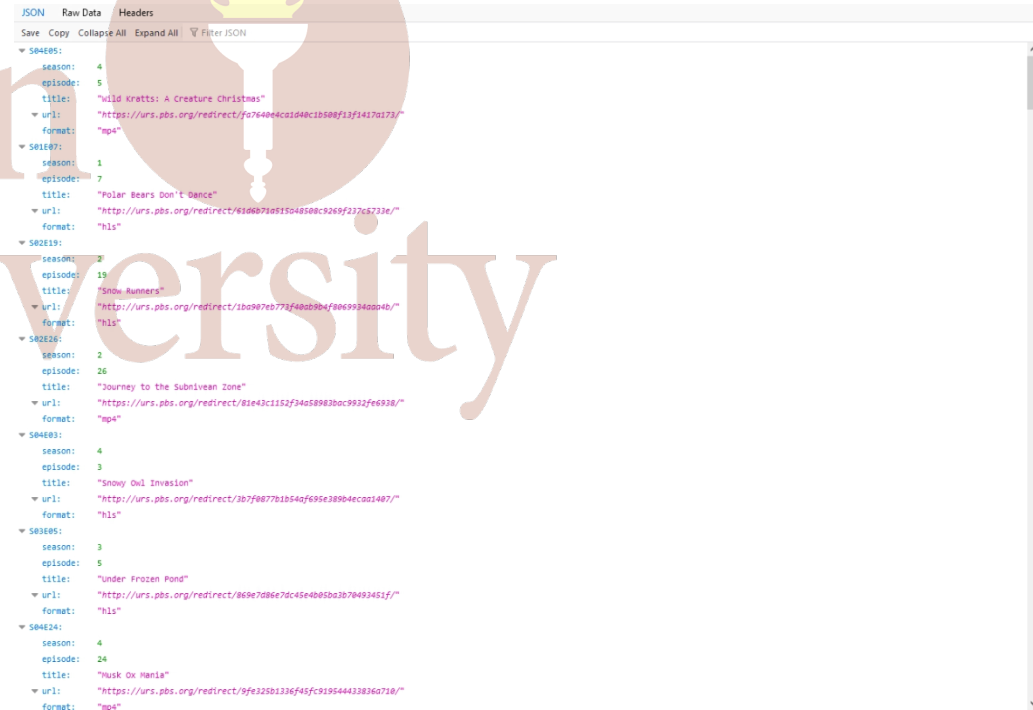 JSON Raw Data Headers
Save Copy Collapse All Expand All Filter JSON
S04E05:
season: 4
episode: 5
title: "Wild Kratts: A Creature Christmas"
url: "https://urs.pbs.org/redirect/fa7640e4ca1d40c1b508f13f1417a173/"
format: "mp4"
S01E07:
season: 1
episode: 7
title: "Polar Bears Don't Dance"
url: "http://urs.pbs.org/redirect/61d6b71a515a48508c9269f237c5733e/"
format: "hls"
S02E19:
season: 2
episode: 19
title: "Snow Runners"
url: "http://urs.pbs.org/redirect/1ba907eb773f40ab9b4f8069934aaa4b/"
format: "hls"
S02E26:
season: 2
episode: 26
title: "Journey to the Subnivean Zone"
url: "https://urs.pbs.org/redirect/81e43c1152f34a58983bac9932fe6938/"
format: "mp4"
S04E03:
season: 4
episode: 3
title: "Snowy Owl Invasion"
url: "http://urs.pbs.org/redirect/3b7f0877b1b54af695e389b4ecaa1407/"
format: "hls"
S03E05:
season: 3
episode: 5
title: "Under Frozen Pond"
url: "http://urs.pbs.org/redirect/869e7d86e7dc45e4b05ba3b70493451f/"
format: "hls"
S04E24:
season: 4
episode: 24
title: "Musk Ox Mania"
url: "https://urs.pbs.org/redirect/9fe325b1336f45fc919544433836a710/"
format: "mp4"
n
versity